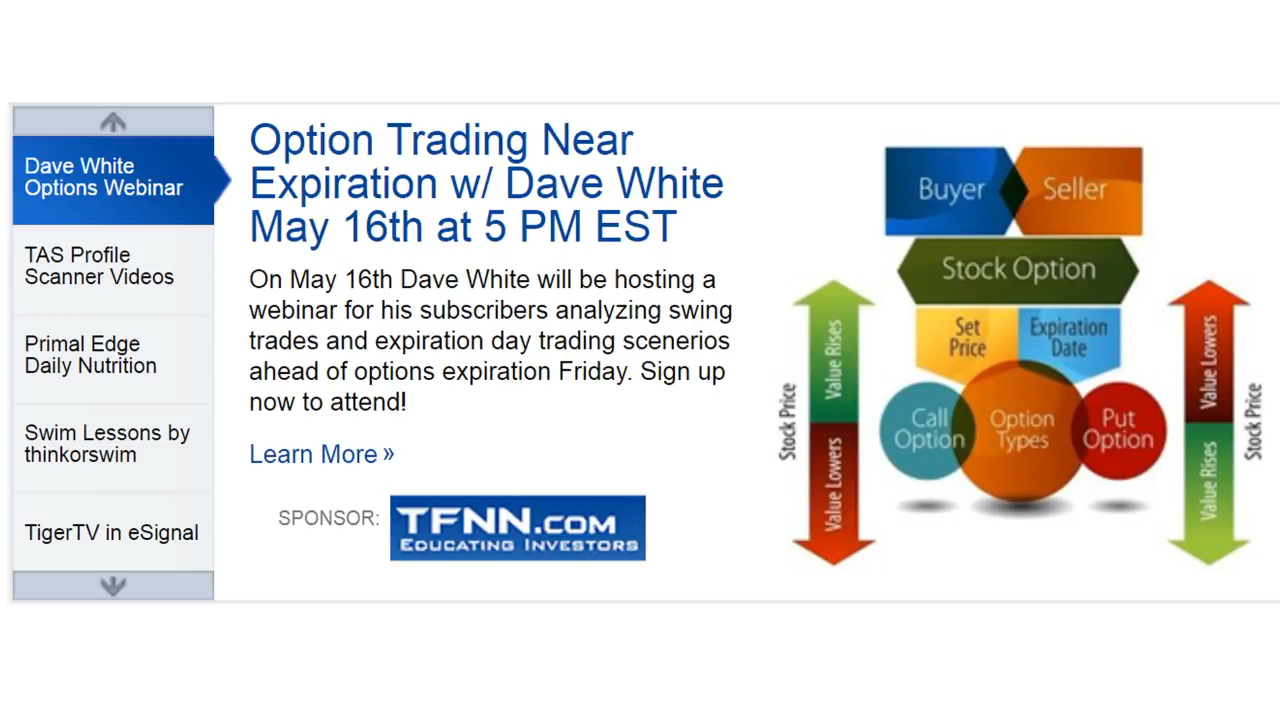 Dave White
Options Webinar
TAS Profile
Scanner Videos
Primal Edge
Daily Nutrition
Swim Lessons by
thinkorswim
TigerTV in eSignal
Option Trading Near
Expiration w/ Dave White
May 16th at 5 PM EST
On May 16th Dave White will be hosting a
webinar for his subscribers analyzing swing
trades and expiration day trading scenerios
ahead of options expiration Friday. Sign up
now to attend!
Learn More »
SPONSOR:
TFNN.COM
EDUCATING INVESTORS
Buyer
Seller
Stock Option
Set
Price
Expiration
Date
Call
Option
Option
Types
Put
Option
Stock Price
Value Rises
Value Lowers
Value Lowers
Value Rises
Stock Price